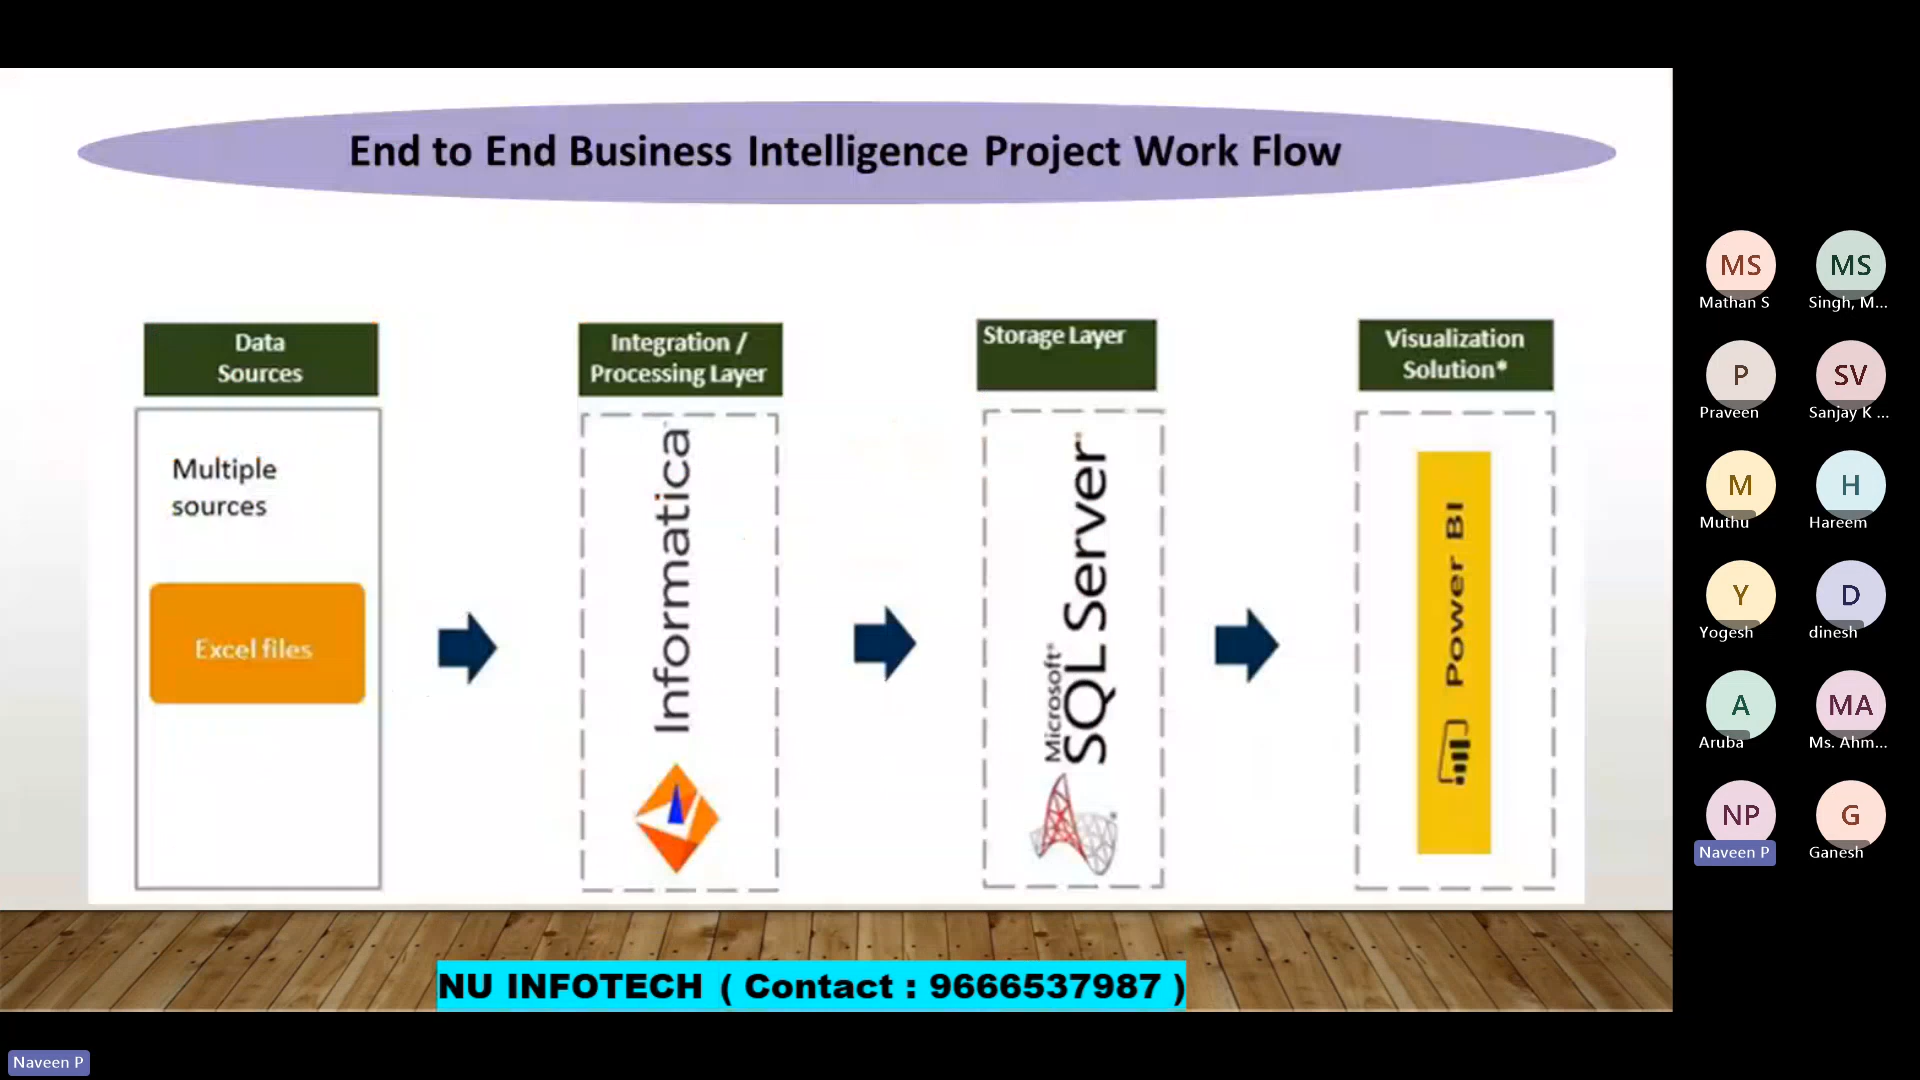 End to End Business Intelligence Project Work Flow
Data
Sources
Multiple
sources
Excel files
Integration /
Processing Layer
Informatica
Storage Layer
Microsoft®
SQL Server®
Visualization
Solution*
Power BI
NU INFOTECH ( Contact : 9666537987 )
MS
Mathan S
MS
Singh, M...
P
Praveen
SV
Sanjay K ...
M
Muthu
H
Hareem
Y
Yogesh
D
dinesh
A
Aruba
MA
Ms. Ahm...
NP
Naveen P
G
Ganesh
Naveen P